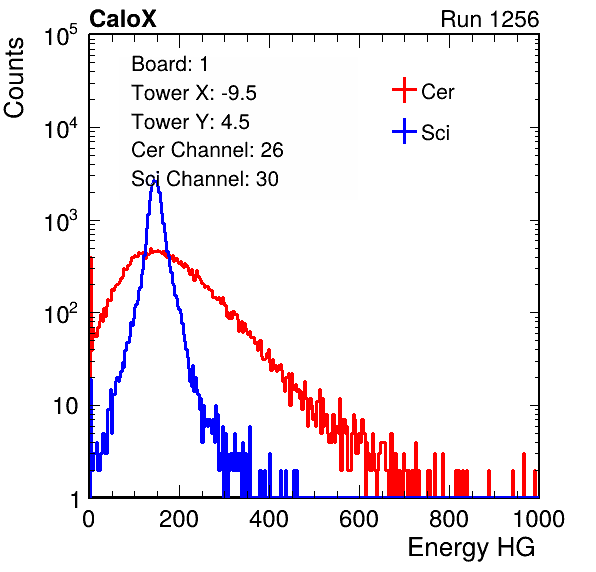 CaloX Run 1256
Counts
10^5
10^4
10^3
10^2
10
1
Board: 1
Tower X: -9.5
Tower Y: 4.5
Cer Channel: 26
Sci Channel: 30
Cer
Sci
0 200 400 600 800 1000
Energy HG